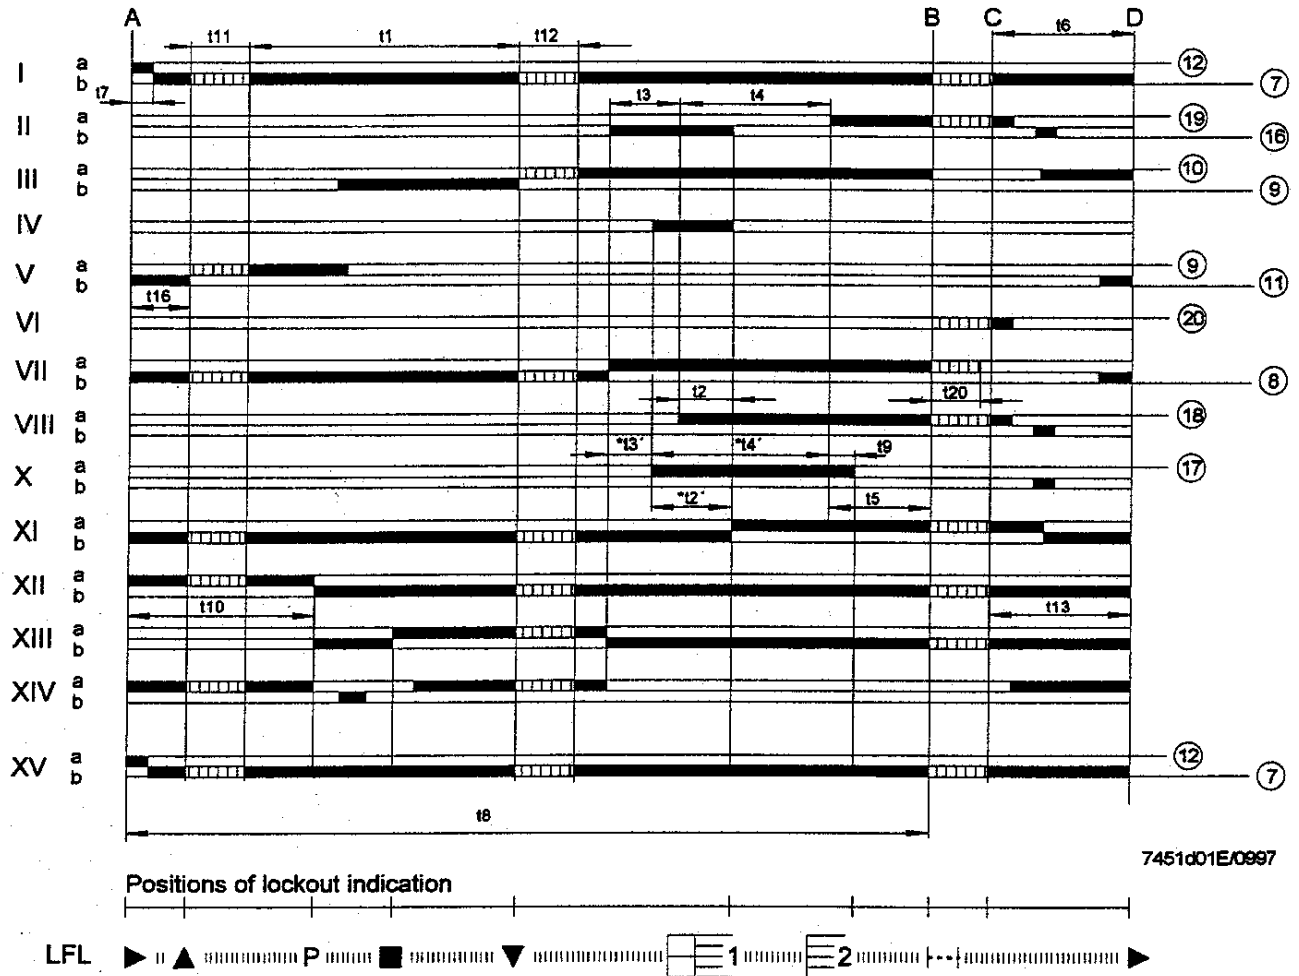 A B C D
t11 t1 t12 t6
I a b 12 7
t7 t3 t4
II a b 19 16
III a b 10 9
IV
V a b 9 11
t16
VI 20
VII a b 8
t2 t20
VIII a b 18
*t3´ *t4´ t9
X a b 17
*t2´ t5
XI a b
XII a b
t10 t13
XIII a b
XIV a b
XV a b 12 7
t8
7451d01E/0997
Positions of lockout indication
LFL P 1 2